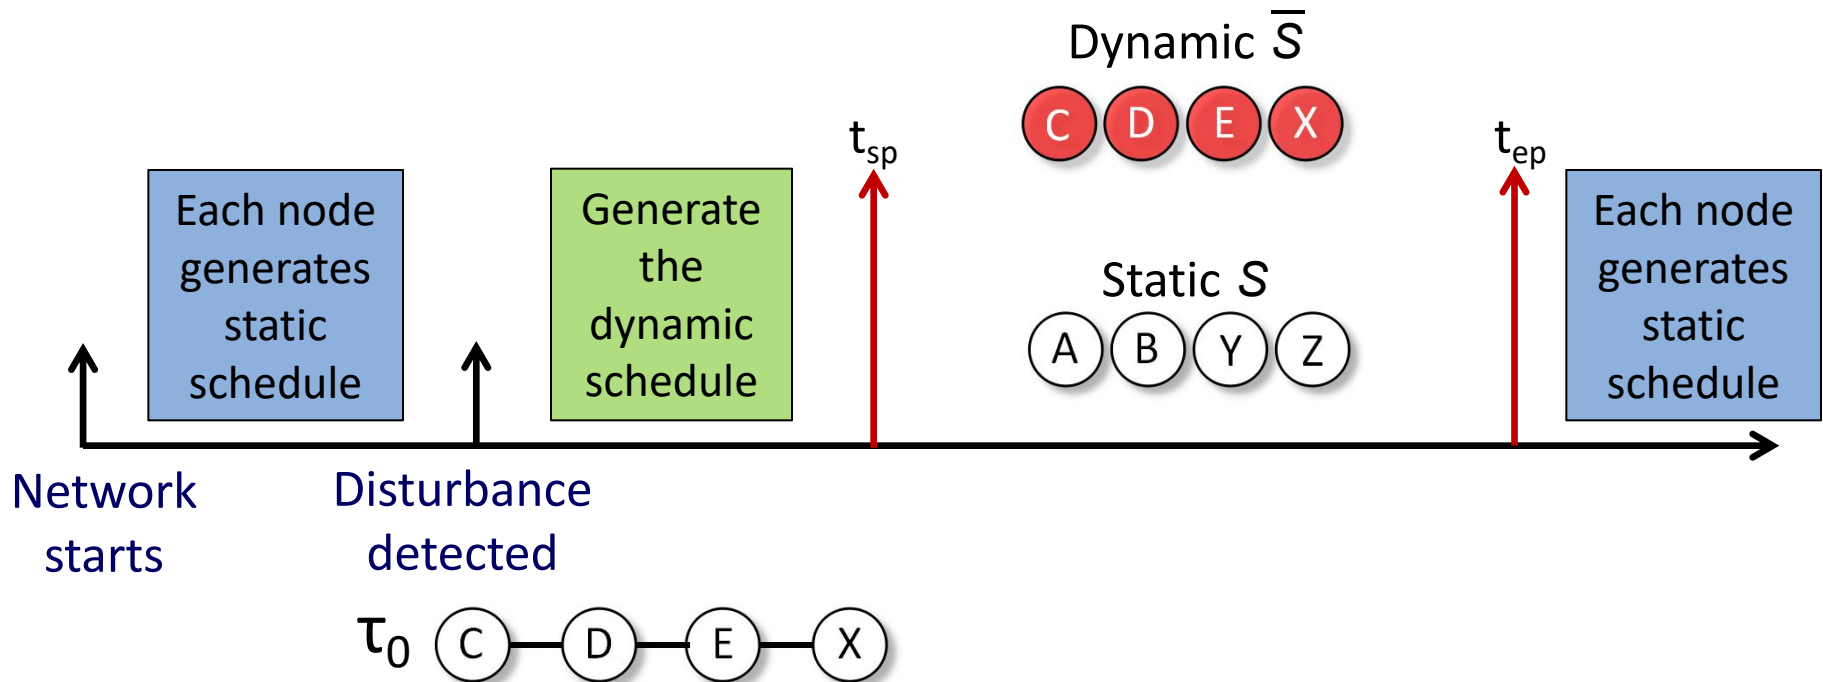 Dynamic S̅
C D E X
t_sp
t_ep
Each node
generates
static
schedule
Generate
the
dynamic
schedule
Static S
A B Y Z
Each node
generates
static
schedule
Network
starts
Disturbance
detected
τ₀ C D E X